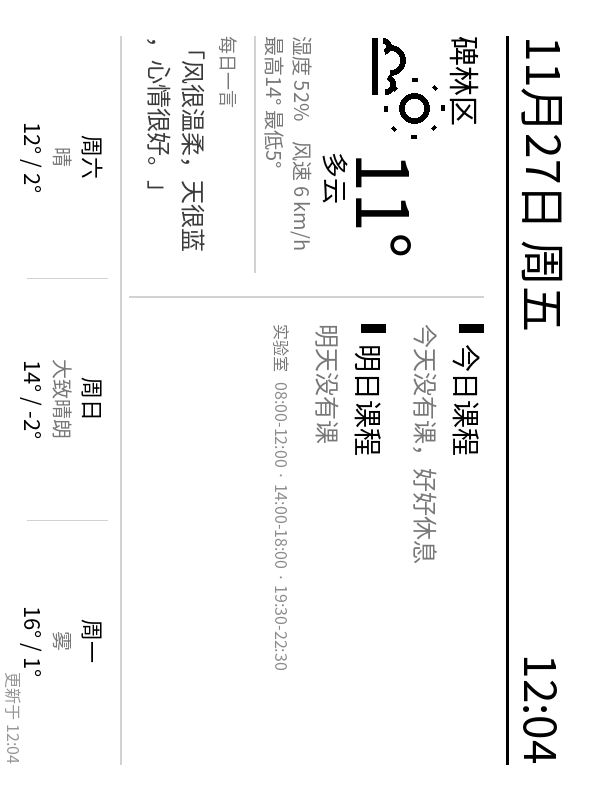 11月27日 周五
12:04
碑林区
11°
多云
湿度 52%  风速 6 km/h
最高14° 最低5°
每日一言
「风很温柔，天很蓝
，心情很好。」
今日课程
今天没有课，好好休息
明日课程
明天没有课
实验室 08:00-12:00 · 14:00-18:00 · 19:30-22:30
周六
晴
12° / 2°
周日
大致晴朗
14° / -2°
周一
雾
16° / 1°
更新于 12:04